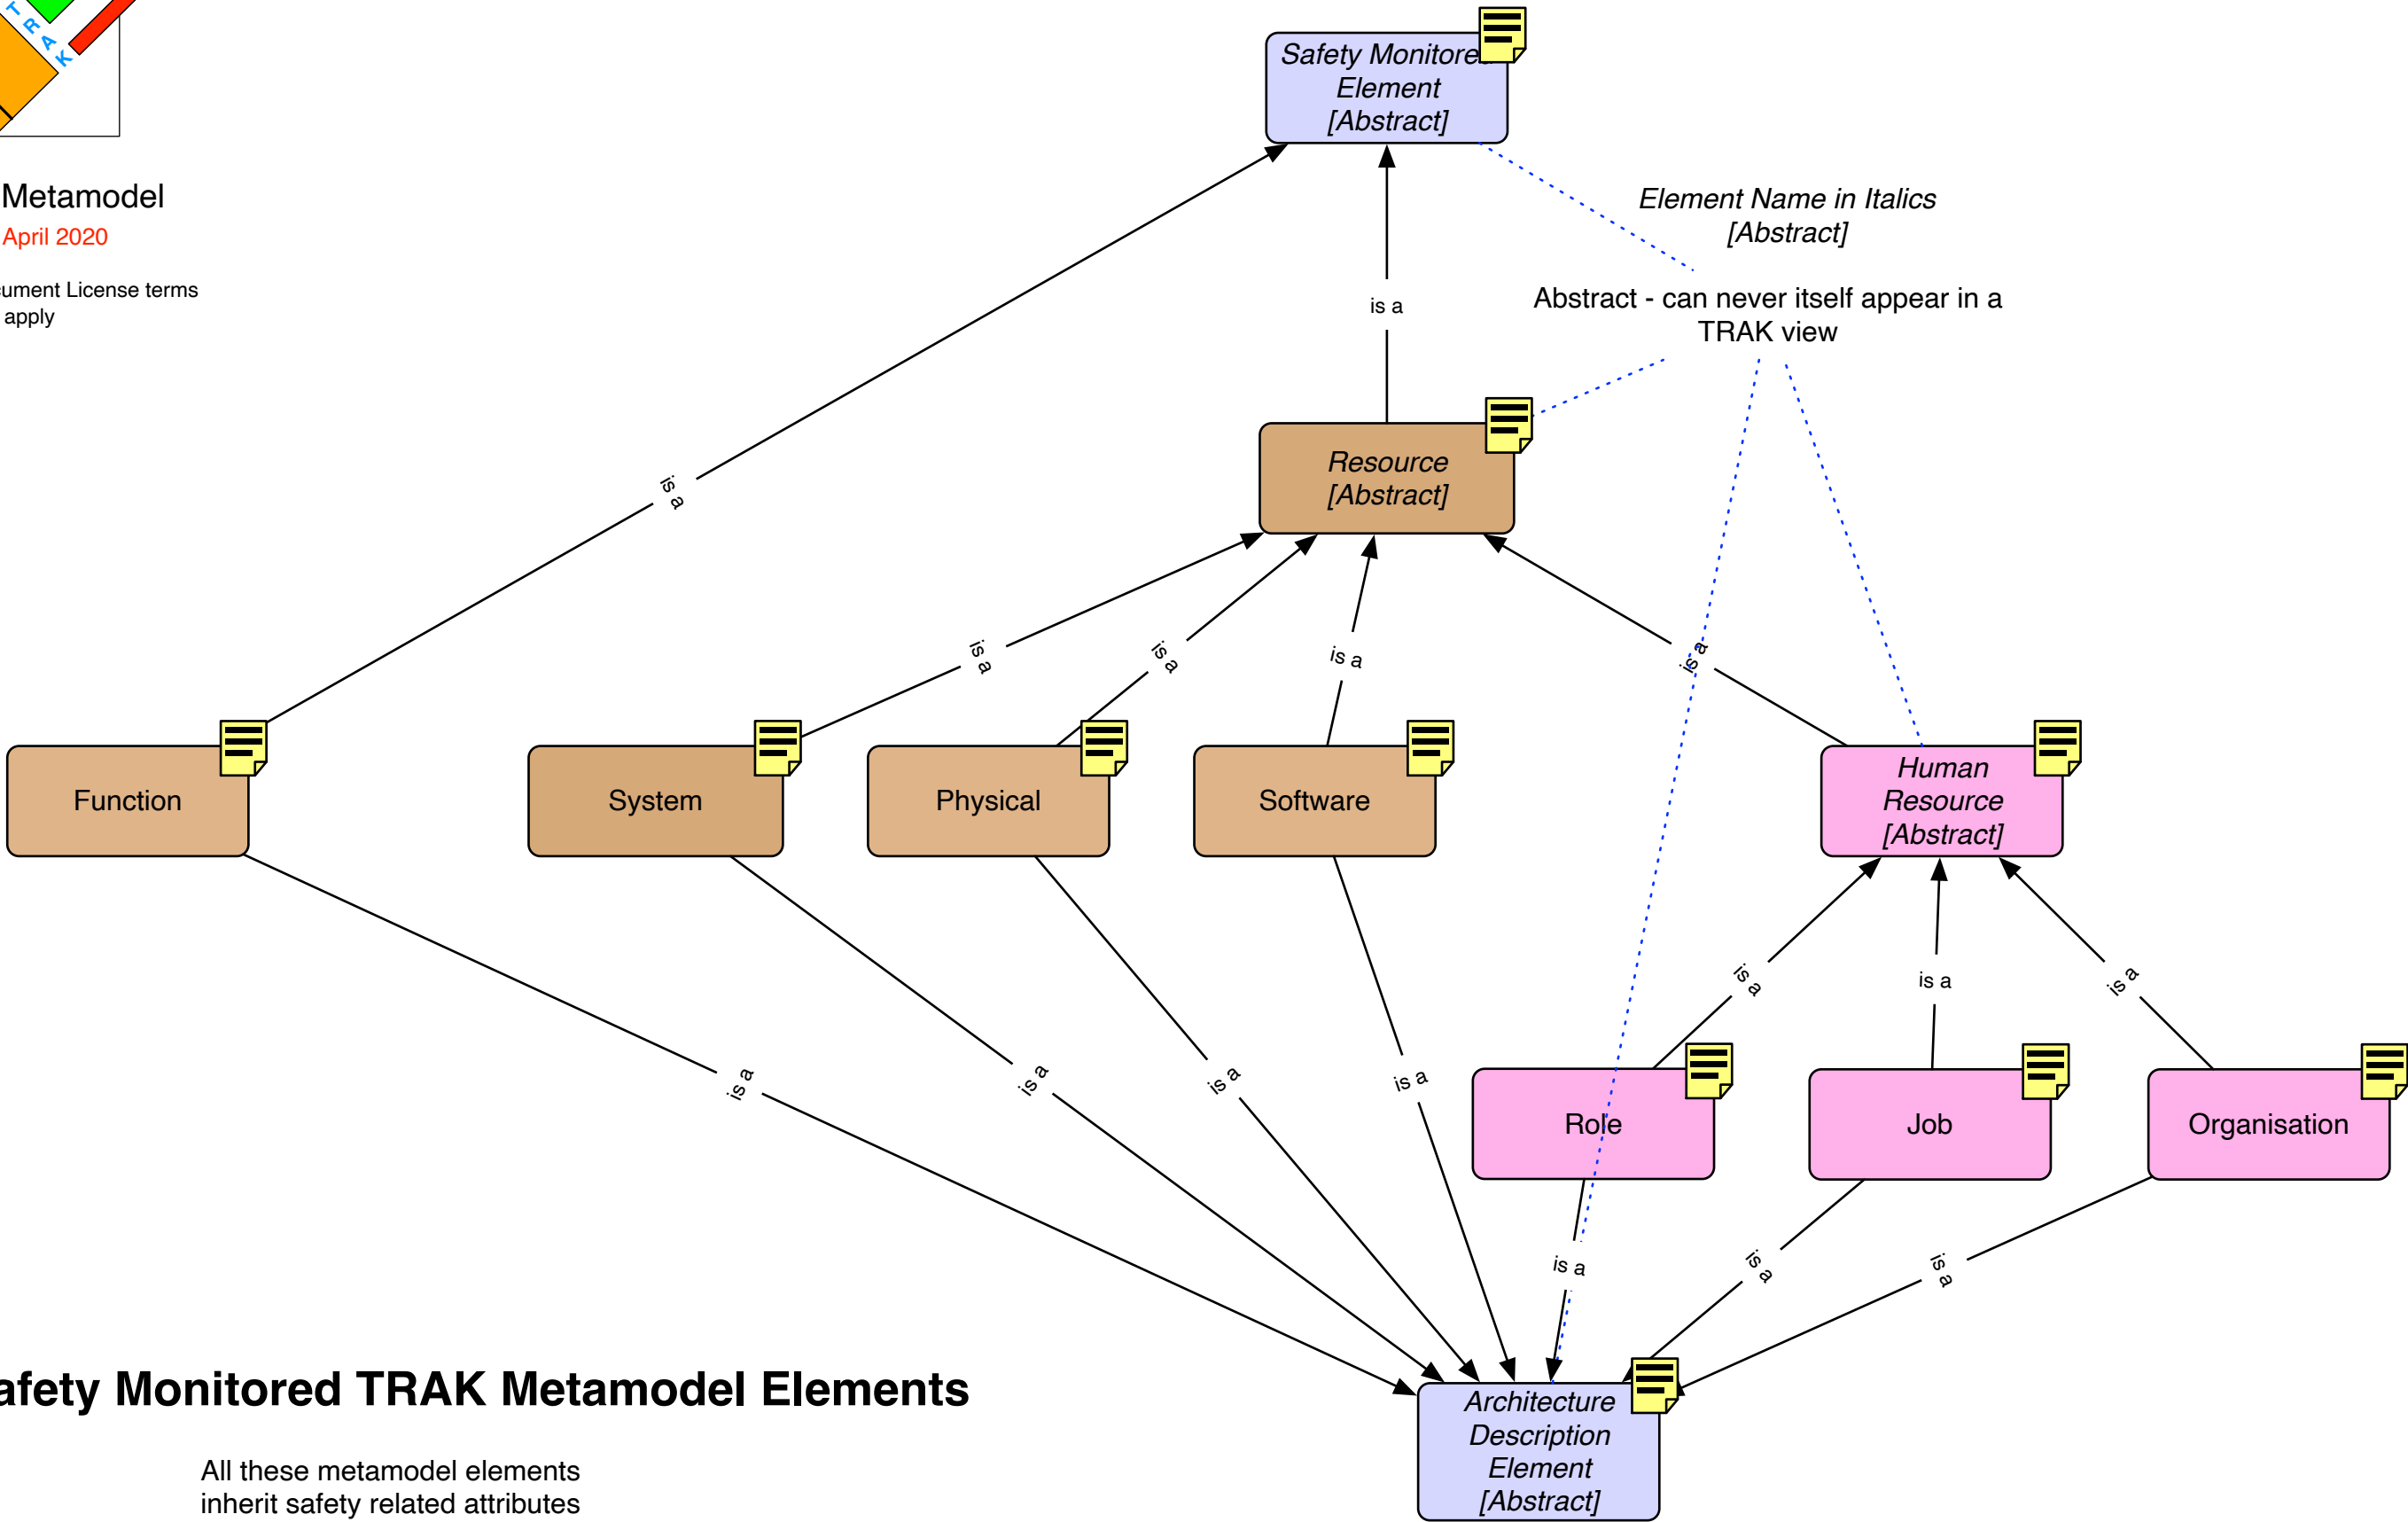 TRAK
Safety Monitored
Element
[Abstract]
Metamodel
April 2020
Element Name in Italics
[Abstract]
License terms
apply
is a
Abstract - can never itself appear in a
TRAK view
Resource
[Abstract]
is a
is a
is a
is a
is a
Function
System
Physical
Software
Human
Resource
[Abstract]
is a
is a
is a
is a
is a
is a
is a
Role
Job
Organisation
is a
is a
is a
Monitored TRAK Metamodel Elements
Architecture
Description
Element
[Abstract]
All these metamodel elements
inherit safety related attributes